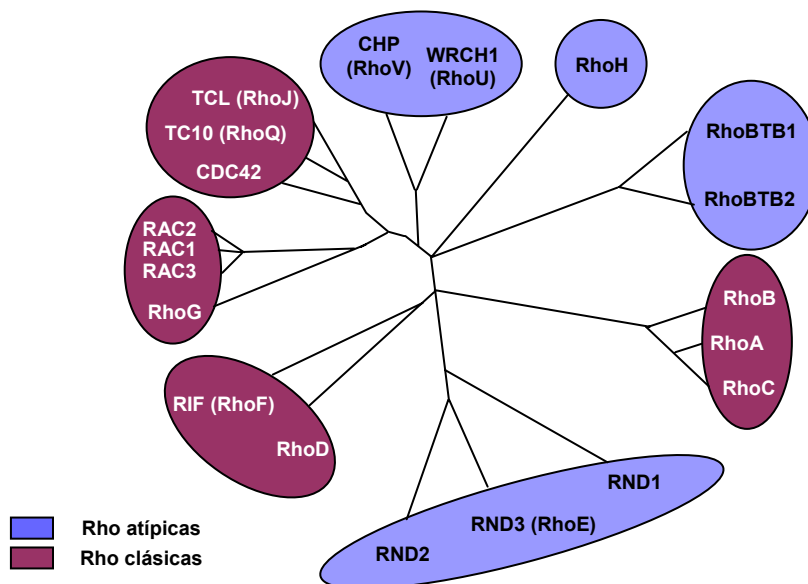 CHP
(RhoV)
WRCH1
(RhoU)
RhoH
TCL (RhoJ)
TC10 (RhoQ)
CDC42
RhoBTB1
RhoBTB2
RAC2
RAC1
RAC3
RhoG
RhoB
RhoA
RhoC
RIF (RhoF)
RhoD
RND1
RND3 (RhoE)
RND2
Rho atípicas
Rho clásicas